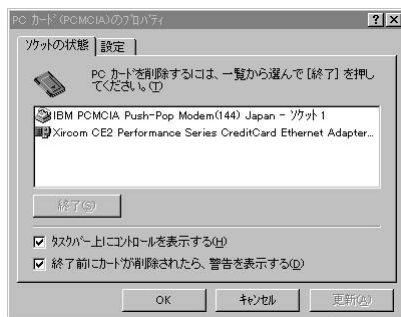 PC ｶｰﾄﾞ(PCMCIA)のﾌﾟﾛﾊﾟﾃｨ
ｿｹｯﾄの状態
設定
PC ｶｰﾄﾞを削除するには、一覧から選んで [終了] を押し
てください。(T)
IBM PCMCIA Push-Pop Modem(144) Japan - ｿｹｯﾄ 1
Xircom CE2 Performance Series CreditCard Ethernet Adapter...
終了(S)
ﾀｽｸﾊﾞｰ上にｺﾝﾄﾛｰﾙを表示する(H)
終了前にｶｰﾄﾞが削除されたら、警告を表示する(D)
OK
ｷｬﾝｾﾙ
更新(A)